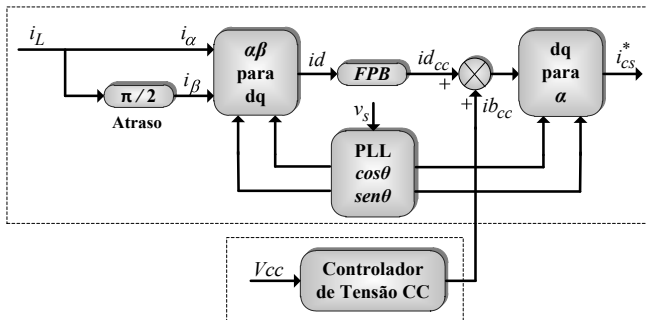 i_L
i_α
i_β
π / 2
Atraso
αβ
para
dq
id
FPB
id_cc
+
+
ib_cc
dq
para
α
i*_cs
v_s
PLL
cosθ
senθ
Vcc
Controlador
de Tensão CC